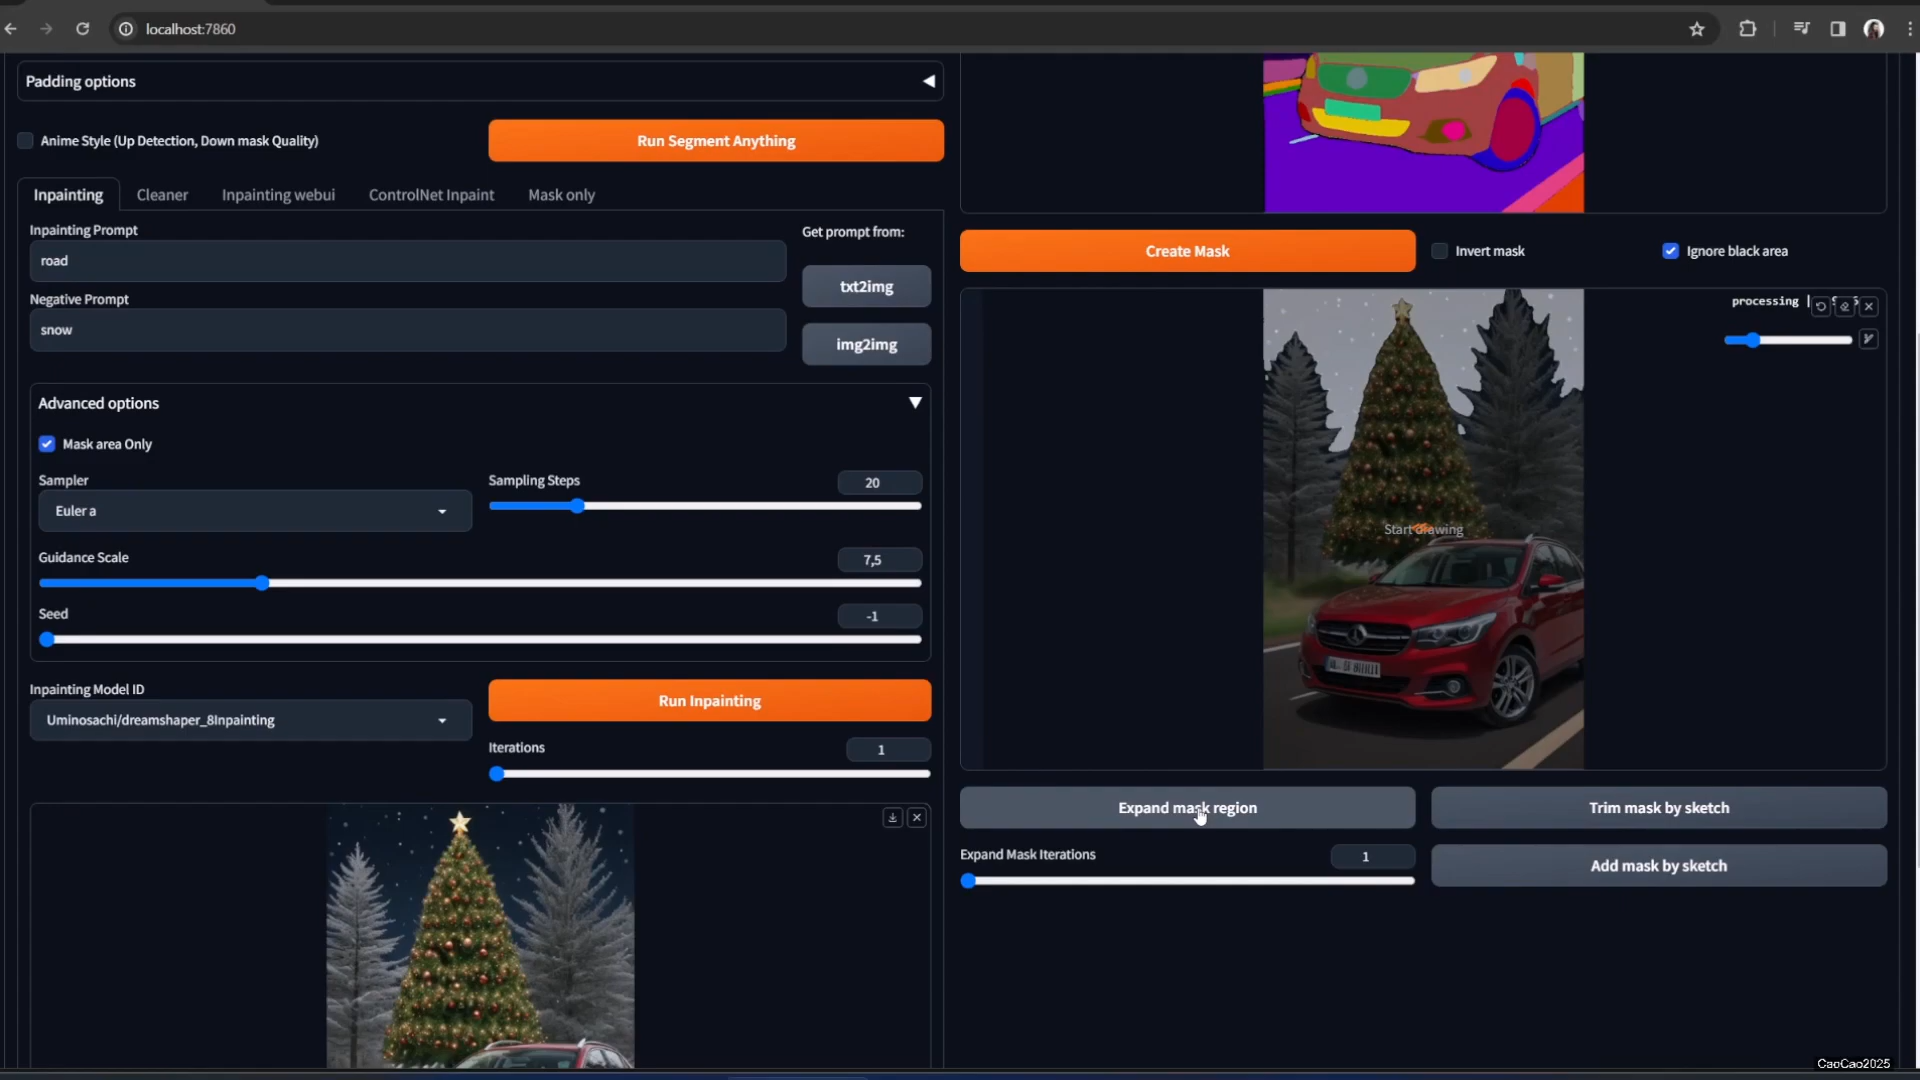 localhost:7860
Padding options
Anime Style (Up Detection, Down mask Quality)
Run Segment Anything
Inpainting
Cleaner
Inpainting webui
ControlNet Inpaint
Mask only
Inpainting Prompt
road
Get prompt from:
txt2img
Negative Prompt
snow
img2img
Advanced options
Mask area Only
Sampler
Euler a
Sampling Steps
20
Guidance Scale
7,5
Seed
-1
Inpainting Model ID
Uminosachi/dreamshaper_8Inpainting
Run Inpainting
Iterations
1
Create Mask
Invert mask
Ignore black area
processing |
Start drawing
Expand mask region
Trim mask by sketch
Expand Mask Iterations
1
Add mask by sketch
CaoCao2025